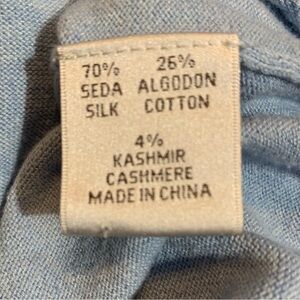 70% 26%
SEDA ALGODON
SILK COTTON
4%
KASHMIR
CASHMERE
MADE IN CHINA